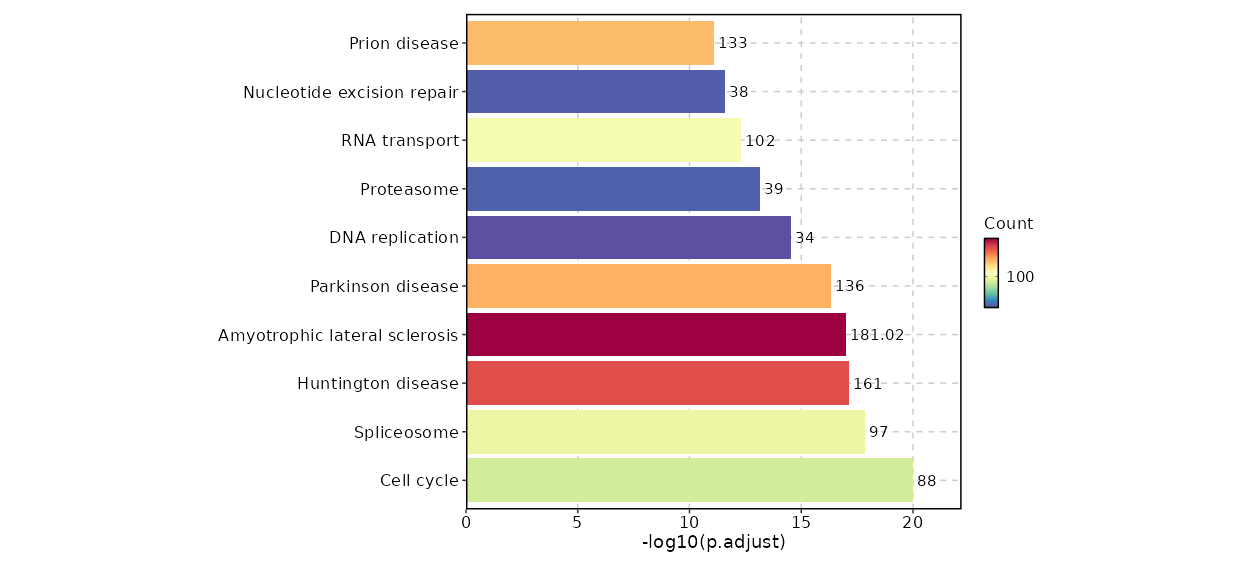 Prion disease
133
Nucleotide excision repair
38
RNA transport
102
Proteasome
39
DNA replication
34
Parkinson disease
136
Amyotrophic lateral sclerosis
181.02
Huntington disease
161
Spliceosome
97
Cell cycle
88
0 5 10 15 20
-log10(p.adjust)
Count
100